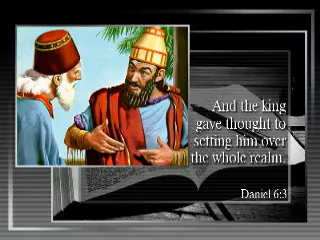 And the king
gave thought to
setting him over
the whole realm.
Daniel 6:3